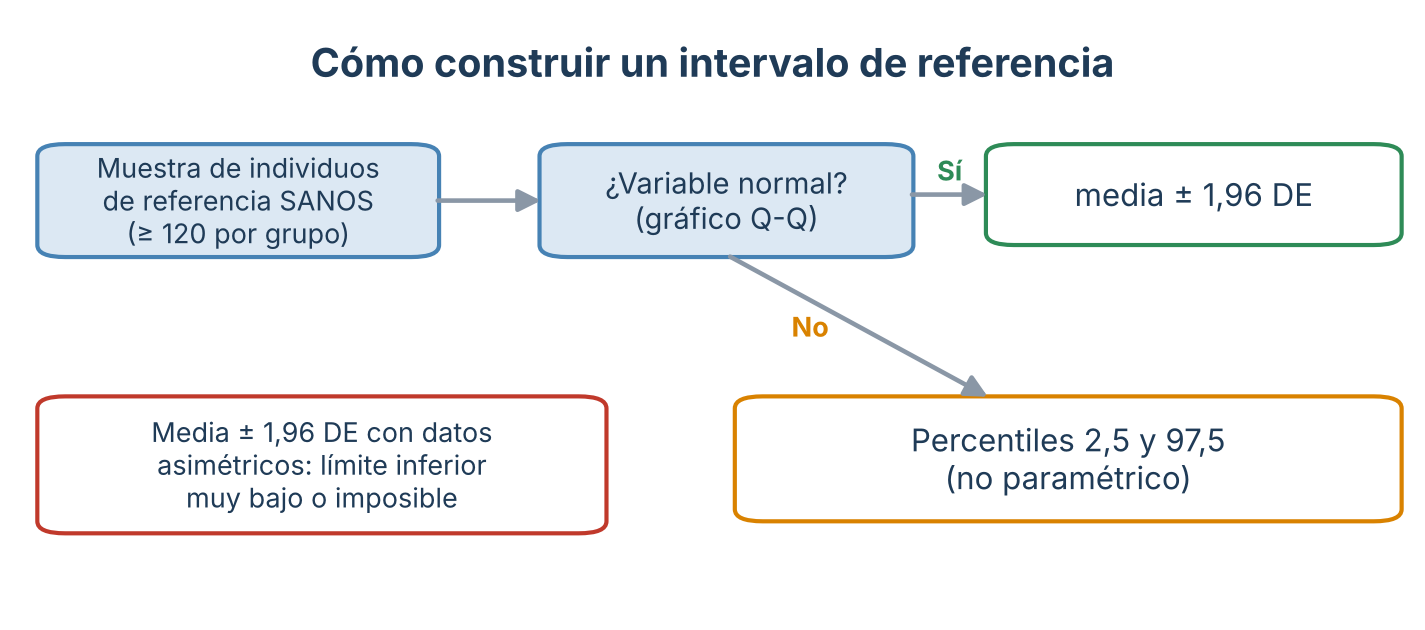 Cómo construir un intervalo de referencia
Muestra de individuos
de referencia SANOS
(≥ 120 por grupo)
¿Variable normal?
(gráfico Q-Q)
Sí
media ± 1,96 DE
No
Media ± 1,96 DE con datos
asimétricos: límite inferior
muy bajo o imposible
Percentiles 2,5 y 97,5
(no paramétrico)